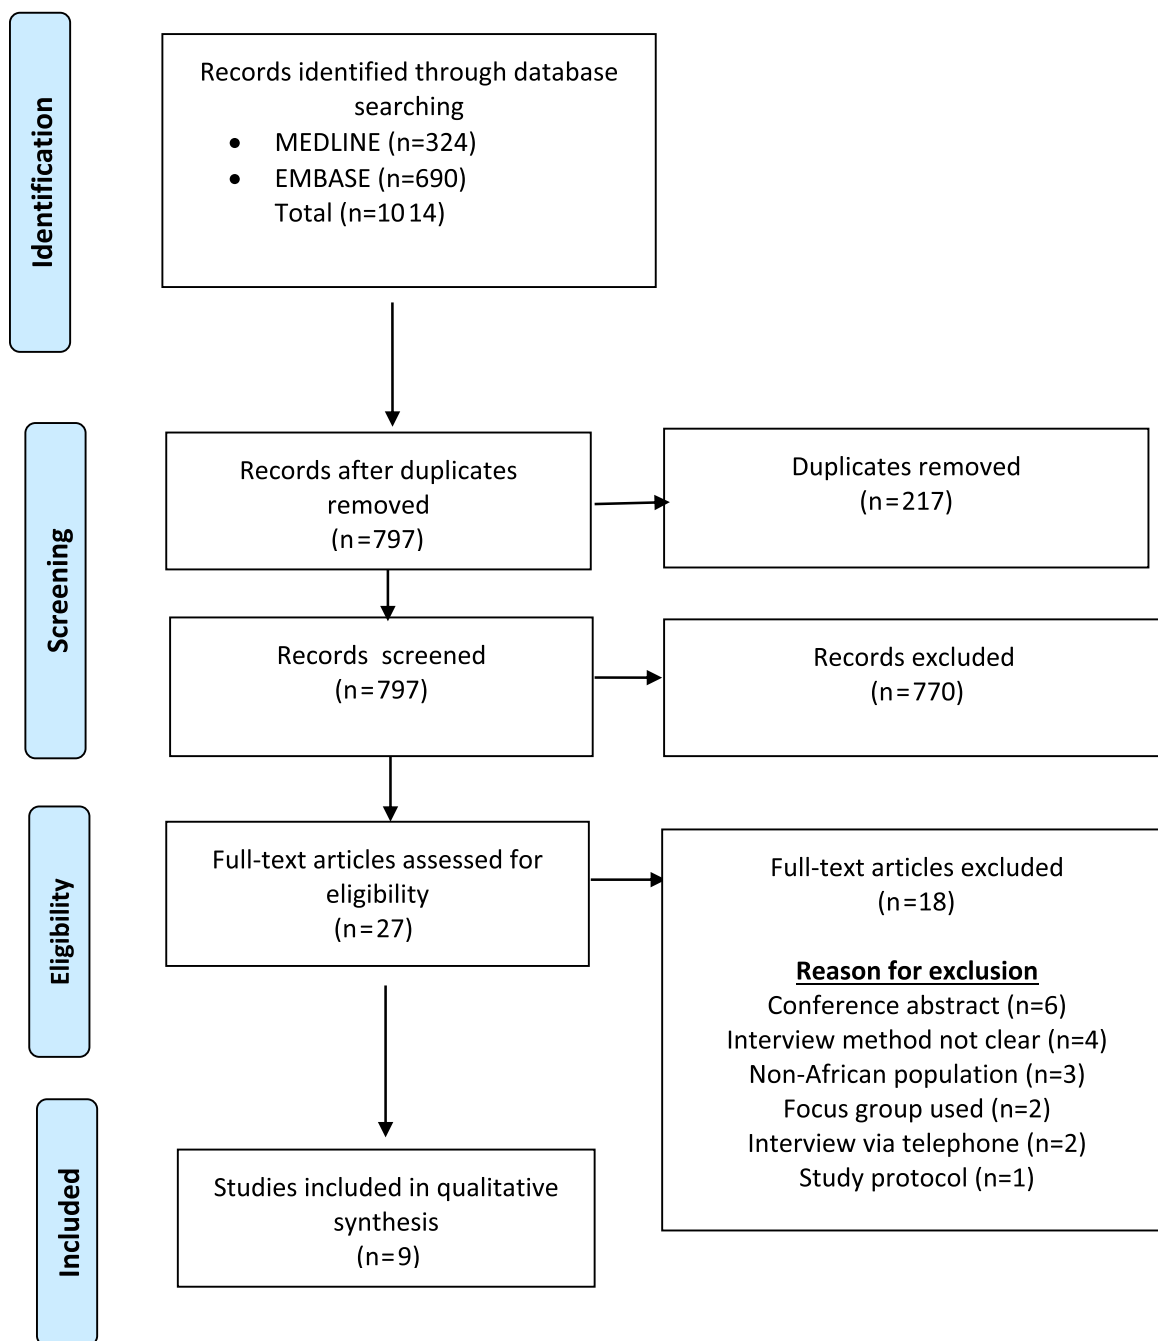 Identification
Records identified through database
searching
• MEDLINE (n=324)
• EMBASE (n=690)
Total (n=1014)
Screening
Records after duplicates
removed
(n=797)
Duplicates removed
(n=217)
Records screened
(n=797)
Records excluded
(n=770)
Eligibility
Full-text articles assessed for
eligibility
(n=27)
Full-text articles excluded
(n=18)
Reason for exclusion
Conference abstract (n=6)
Interview method not clear (n=4)
Non-African population (n=3)
Focus group used (n=2)
Interview via telephone (n=2)
Study protocol (n=1)
Included
Studies included in qualitative
synthesis
(n=9)